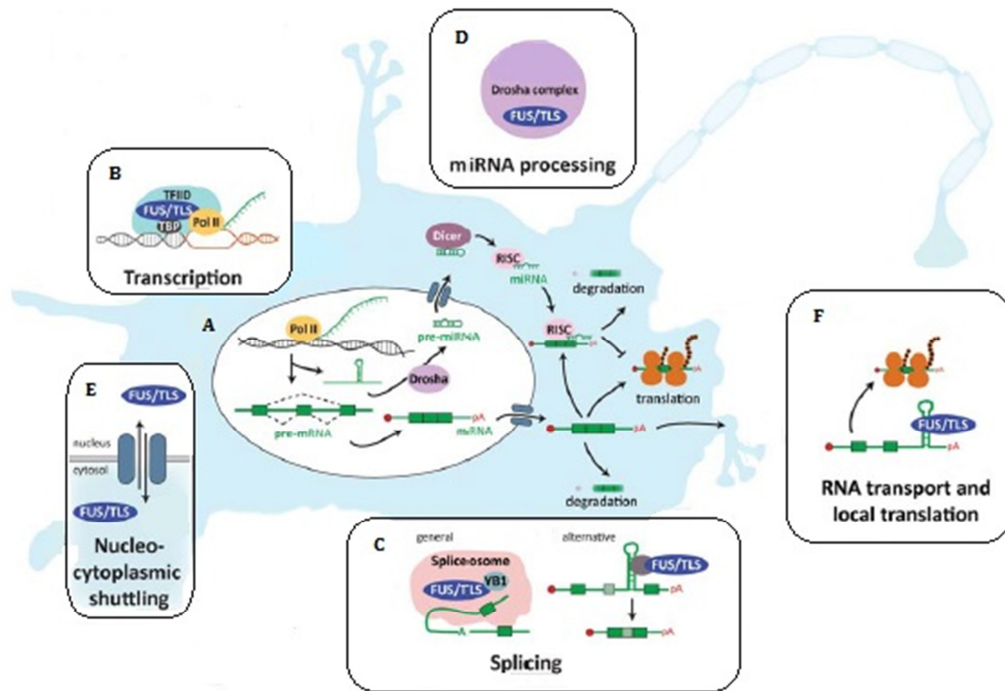 D
Drosha complex
FUS/TLS
miRNA processing
B
TFIID
FUS/TLS
TBP
Pol II
Transcription
Dicer
RISC
miRNA
degradation
A
Pol II
pre-miRNA
Drosha
RISC
pA
translation
pre-mRNA
pA
mRNA
pA
degradation
E
FUS/TLS
nucleus
cytosol
FUS/TLS
Nucleo-
cytoplasmic
shuttling
F
pA
FUS/TLS
pA
RNA transport and
local translation
C
general
Spliceosome
FUS/TLS
YB1
A
alternative
FUS/TLS
pA
pA
Splicing